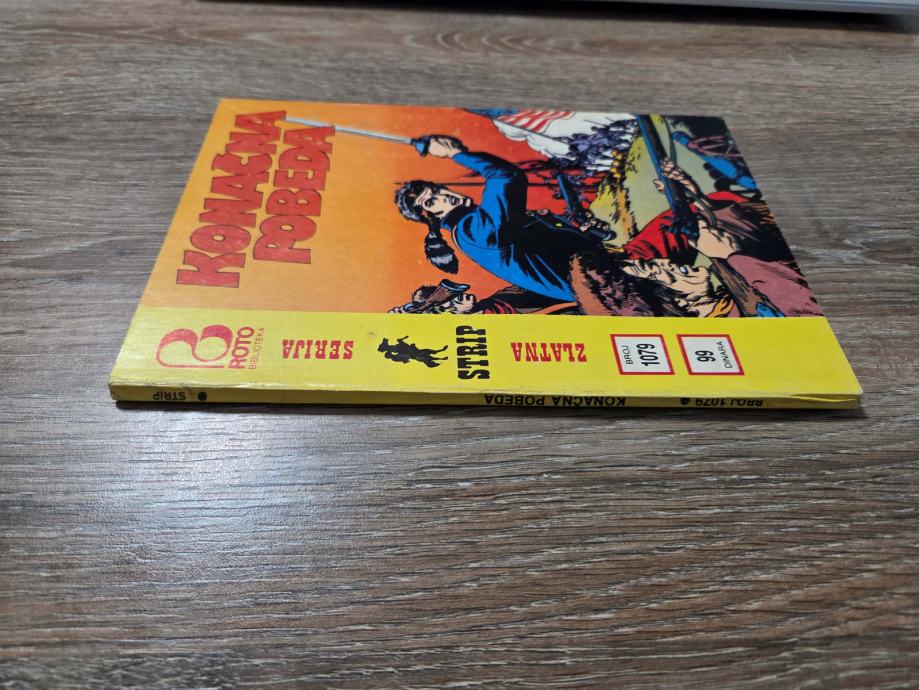 KONAČNA
POBEDA
ROTO
BIBLIOTEKA
ZLATNA
STRIP
SERIJA
BROJ
1079
99
DINARA
STRIP
KONAČNA POBEDA
BROJ 1079